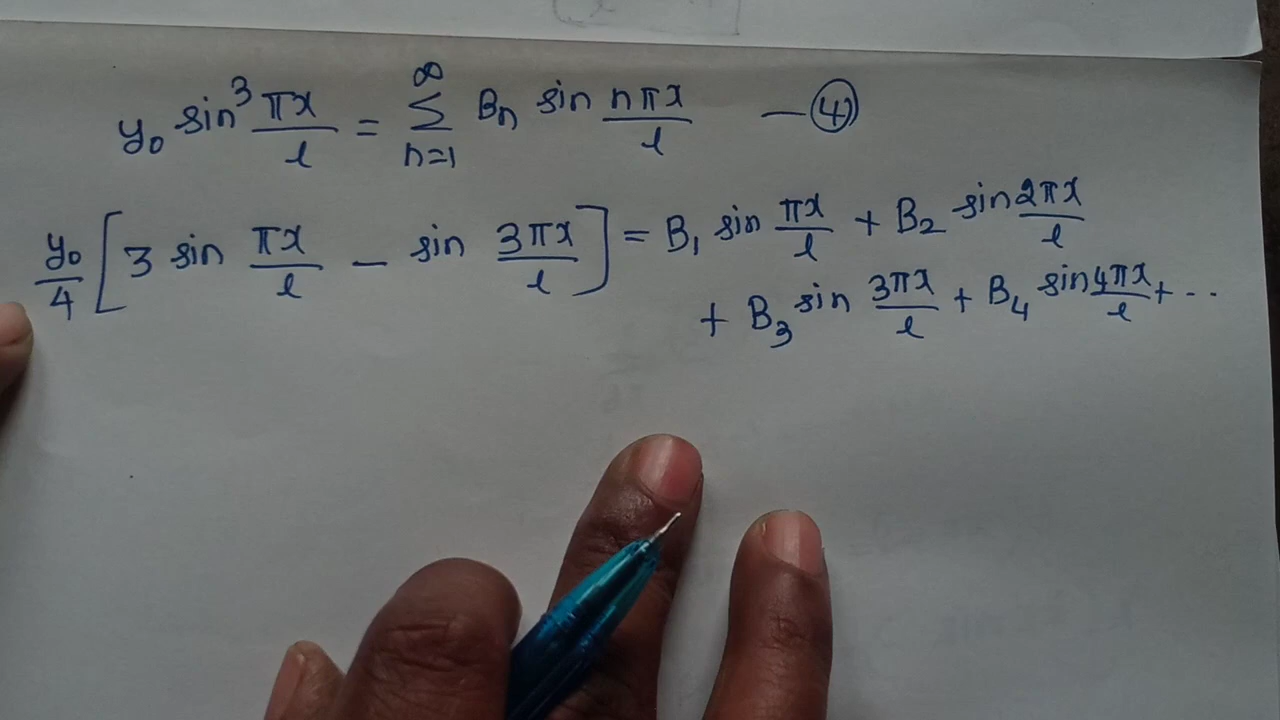 y₀ sin³ πx/l = ∞ Σ n=1 Bn sin nπx/l — ④
y₀/4 [3 sin πx/l − sin 3πx/l] = B₁ sin πx/l + B₂ sin 2πx/l
+ B₃ sin 3πx/l + B₄ sin 4πx/l + ...